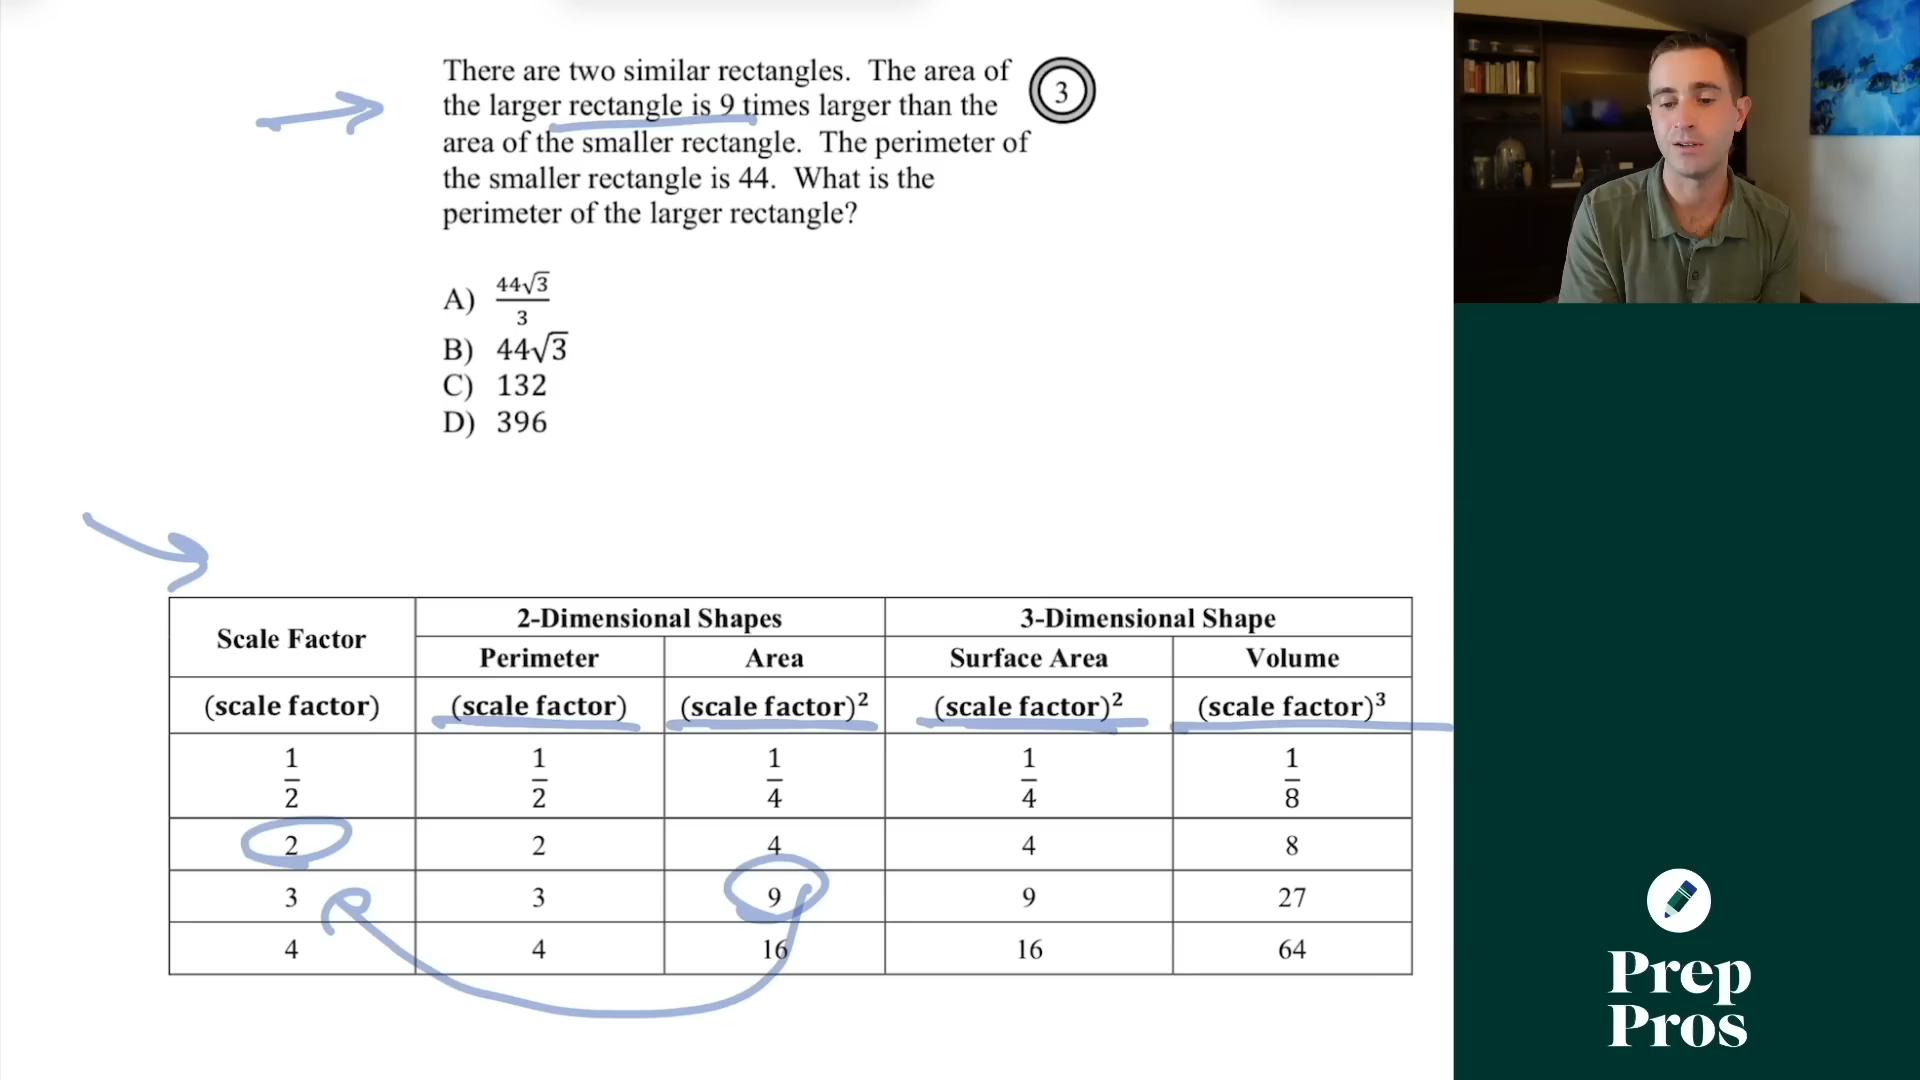 There are two similar rectangles. The area of
the larger rectangle is 9 times larger than the
area of the smaller rectangle. The perimeter of
the smaller rectangle is 44. What is the
perimeter of the larger rectangle?
3
A) 44√3/3
B) 44√3
C) 132
D) 396
Scale Factor 2-Dimensional Shapes 3-Dimensional Shape
Perimeter Area Surface Area Volume
(scale factor) (scale factor) (scale factor)² (scale factor)² (scale factor)³
1/2 1/2 1/4 1/4 1/8
2 2 4 4 8
3 3 9 9 27
4 4 16 16 64
Prep
Pros